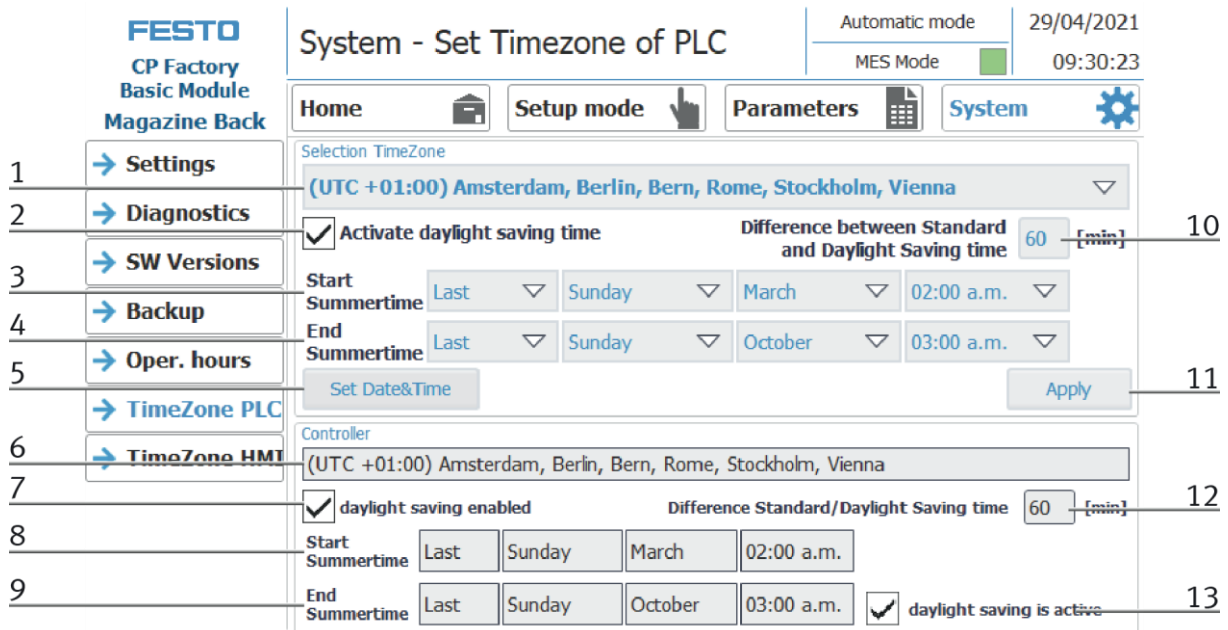 FESTO
CP Factory
Basic Module
Magazine Back
System - Set Timezone of PLC
Automatic mode
MES Mode
29/04/2021
09:30:23
Home
Setup mode
Parameters
System
Settings
Diagnostics
SW Versions
Backup
Oper. hours
TimeZone PLC
TimeZone HMI
1
2
3
4
5
6
7
8
9
Selection TimeZone
(UTC +01:00) Amsterdam, Berlin, Bern, Rome, Stockholm, Vienna
Activate daylight saving time
Difference between Standard
and Daylight Saving time
60 [min]
10
Start
Summertime
Last Sunday March 02:00 a.m.
End
Summertime
Last Sunday October 03:00 a.m.
Set Date&Time
Apply
11
Controller
(UTC +01:00) Amsterdam, Berlin, Bern, Rome, Stockholm, Vienna
daylight saving enabled
Difference Standard/Daylight Saving time
60 [min]
12
Start
Summertime
Last Sunday March 02:00 a.m.
End
Summertime
Last Sunday October 03:00 a.m.
daylight saving is active
13